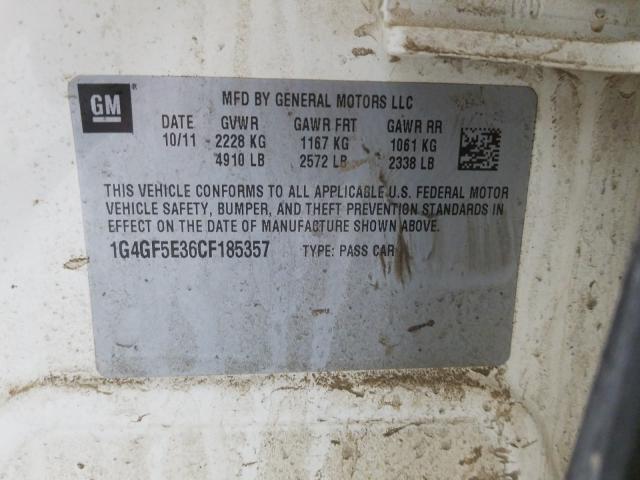 GM ®
MFD BY GENERAL MOTORS LLC
DATE GVWR GAWR FRT GAWR RR
10/11 2228 KG 1167 KG 1061 KG
4910 LB 2572 LB 2338 LB
THIS VEHICLE CONFORMS TO ALL APPLICABLE U.S. FEDERAL MOTOR
VEHICLE SAFETY, BUMPER, AND THEFT PREVENTION STANDARDS IN
EFFECT ON THE DATE OF MANUFACTURE SHOWN ABOVE.
1G4GF5E36CF185357 TYPE: PASS CAR